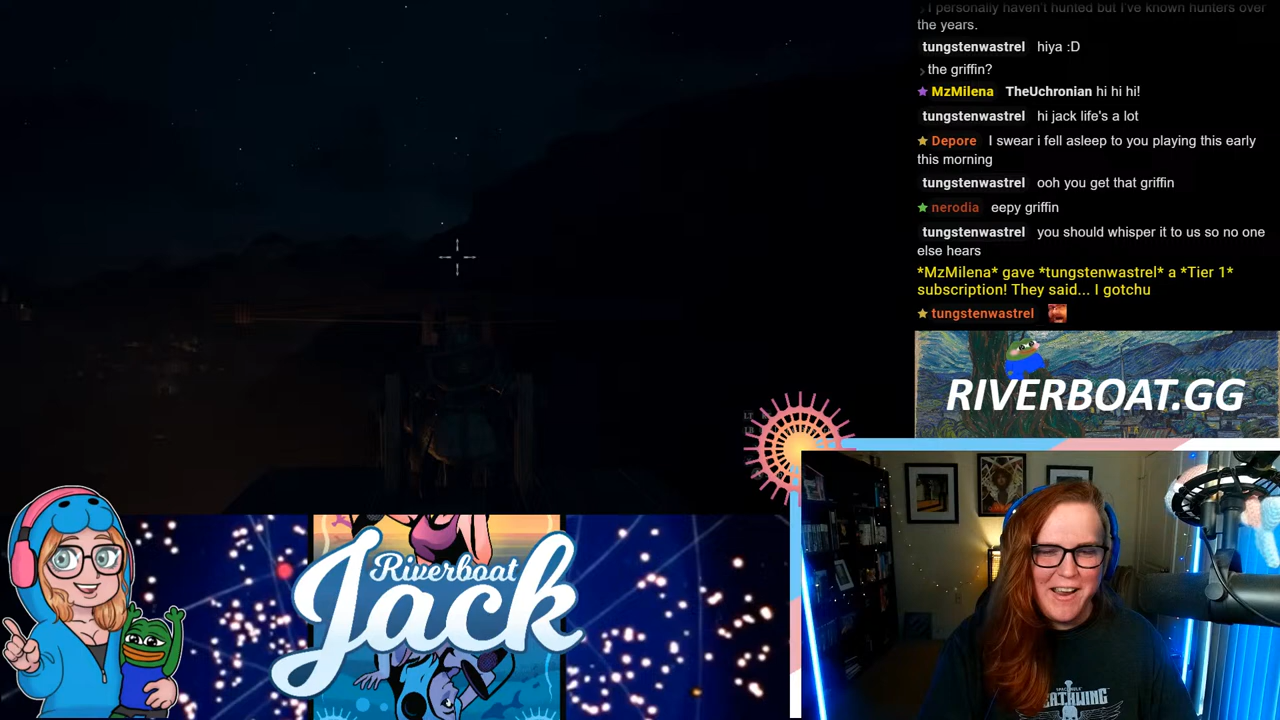 I personally haven't hunted but I've known hunters over
the years.
tungstenwastrel hiya :D
the griffin?
MzMilena TheUchronian hi hi hi!
tungstenwastrel hi jack life's a lot
Depore I swear i fell asleep to you playing this early
this morning
tungstenwastrel ooh you get that griffin
nerodia eepy griffin
tungstenwastrel you should whisper it to us so no one
else hears
*MzMilena* gave *tungstenwastrel* a *Tier 1*
subscription! They said... I gotchu
tungstenwastrel
RIVERBOAT.GG
LT
Riverboat
Jack